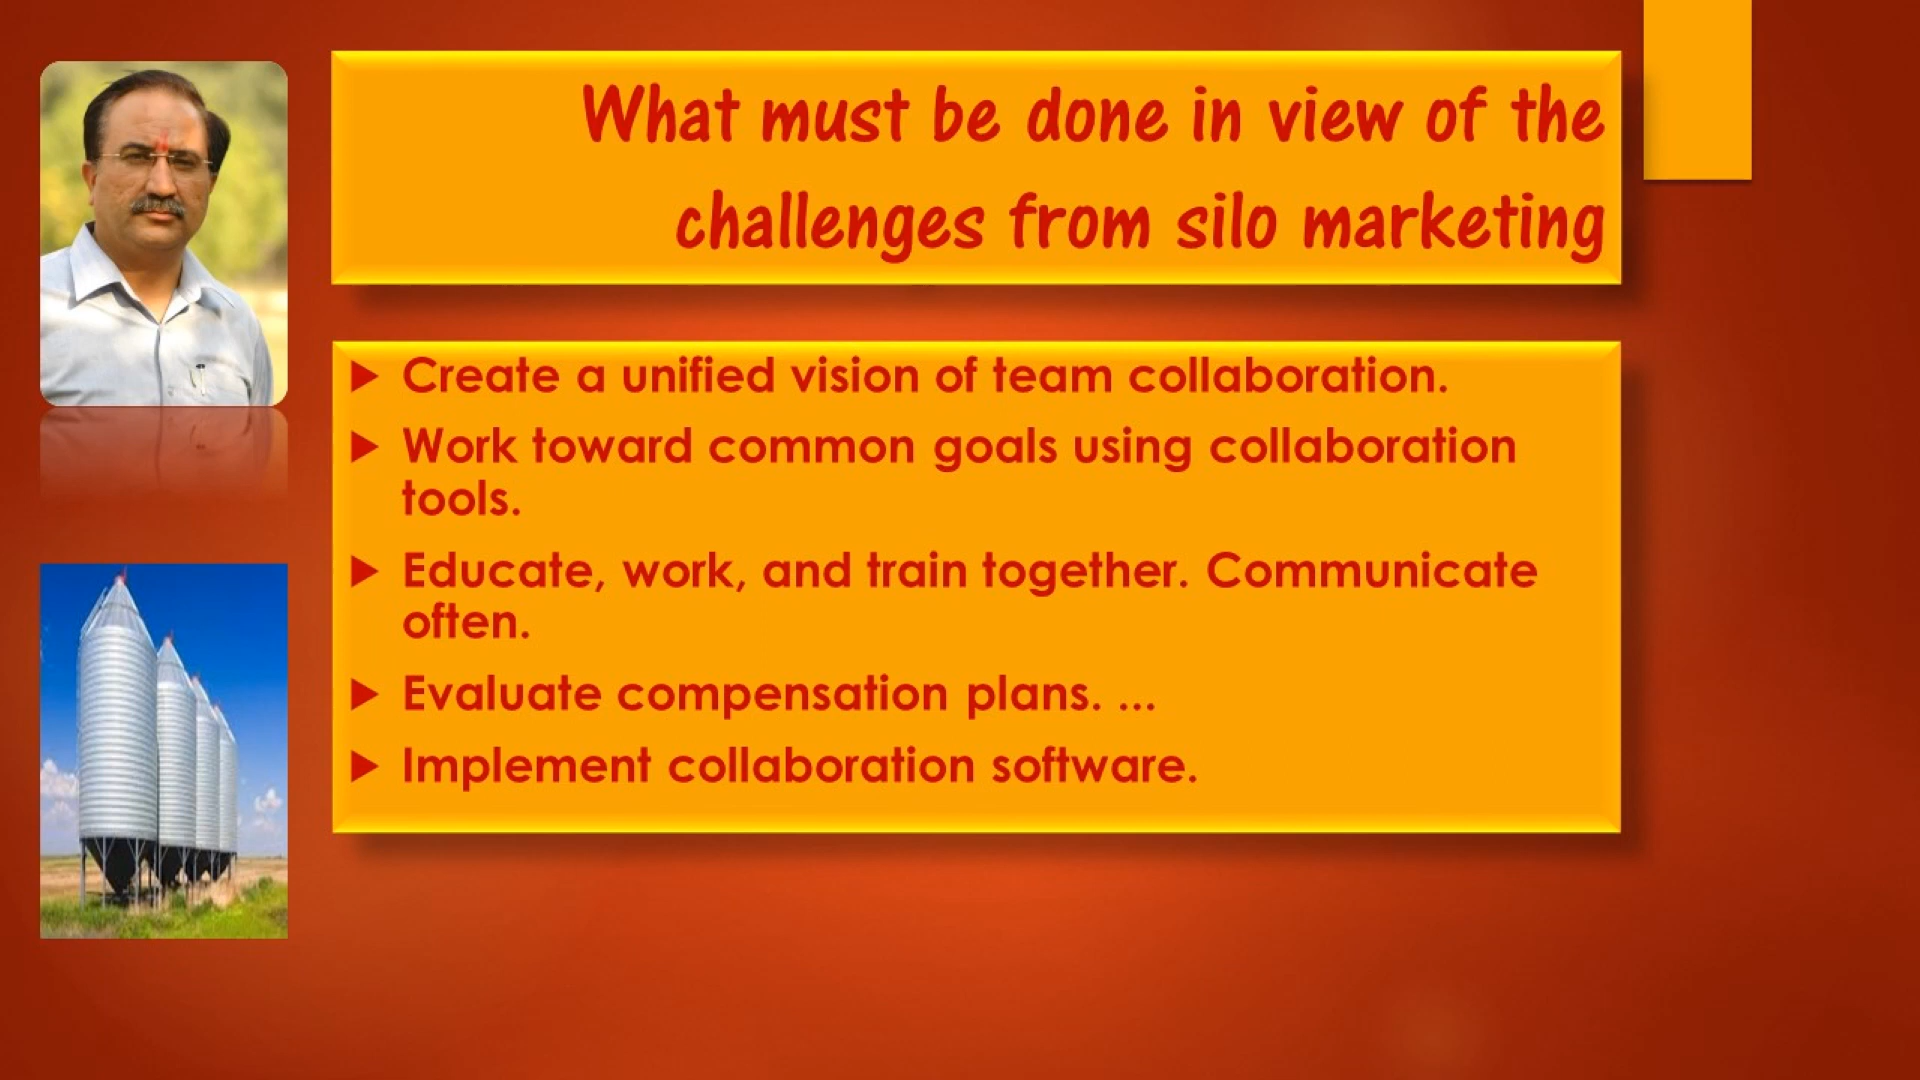 What must be done in view of the
challenges from silo marketing
Create a unified vision of team collaboration.
Work toward common goals using collaboration
tools.
Educate, work, and train together. Communicate
often.
Evaluate compensation plans. ...
Implement collaboration software.